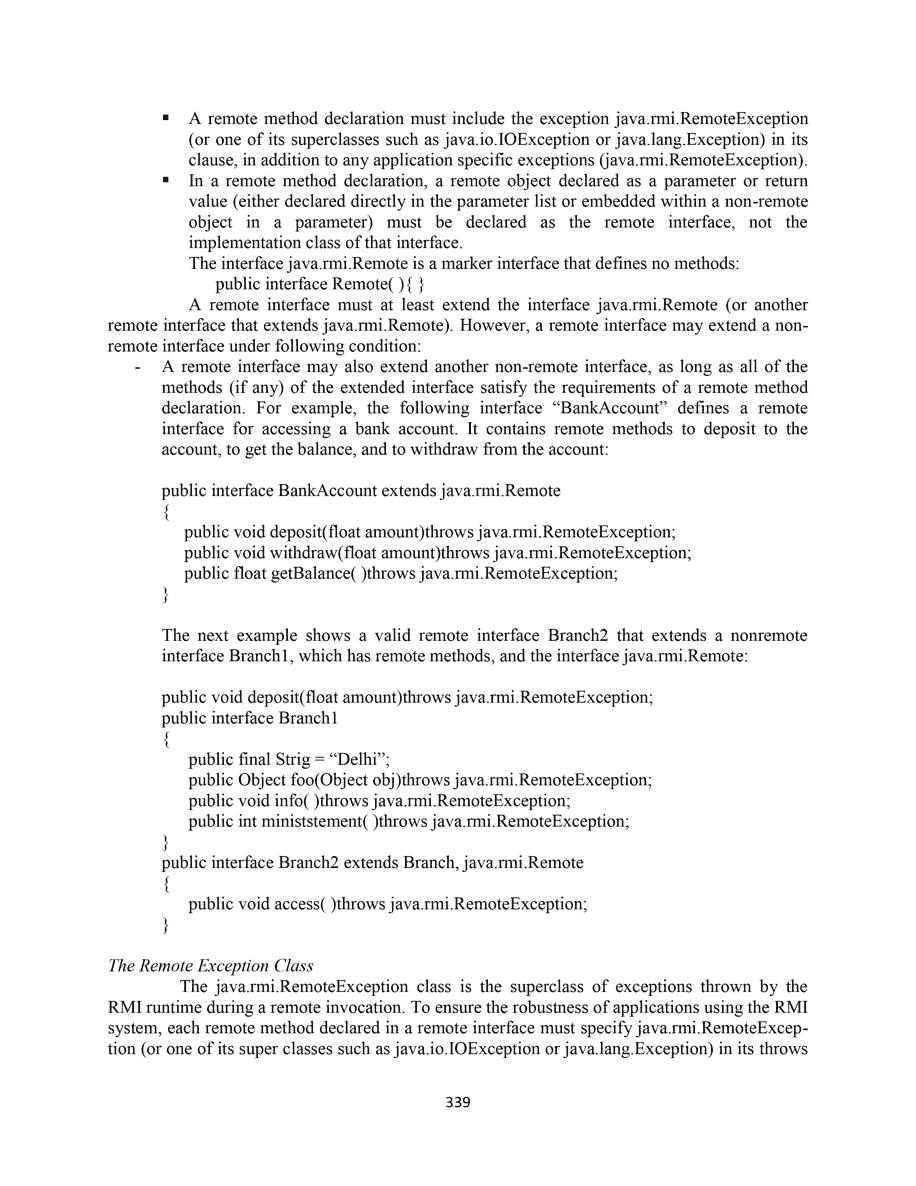 ▪ A remote method declaration must include the exception java.rmi.RemoteException
(or one of its superclasses such as java.io.IOException or java.lang.Exception) in its
clause, in addition to any application specific exceptions (java.rmi.RemoteException).
▪ In a remote method declaration, a remote object declared as a parameter or return
value (either declared directly in the parameter list or embedded within a non-remote
object in a parameter) must be declared as the remote interface, not the
implementation class of that interface.
The interface java.rmi.Remote is a marker interface that defines no methods:
public interface Remote( ){ }
A remote interface must at least extend the interface java.rmi.Remote (or another
remote interface that extends java.rmi.Remote). However, a remote interface may extend a non-
remote interface under following condition:
- A remote interface may also extend another non-remote interface, as long as all of the
methods (if any) of the extended interface satisfy the requirements of a remote method
declaration. For example, the following interface “BankAccount” defines a remote
interface for accessing a bank account. It contains remote methods to deposit to the
account, to get the balance, and to withdraw from the account:
public interface BankAccount extends java.rmi.Remote
{
public void deposit(float amount)throws java.rmi.RemoteException;
public void withdraw(float amount)throws java.rmi.RemoteException;
public float getBalance( )throws java.rmi.RemoteException;
}
The next example shows a valid remote interface Branch2 that extends a nonremote
interface Branch1, which has remote methods, and the interface java.rmi.Remote:
public void deposit(float amount)throws java.rmi.RemoteException;
public interface Branch1
{
public final Strig = “Delhi”;
public Object foo(Object obj)throws java.rmi.RemoteException;
public void info( )throws java.rmi.RemoteException;
public int ministstement( )throws java.rmi.RemoteException;
}
public interface Branch2 extends Branch, java.rmi.Remote
{
public void access( )throws java.rmi.RemoteException;
}
The Remote Exception Class
The java.rmi.RemoteException class is the superclass of exceptions thrown by the
RMI runtime during a remote invocation. To ensure the robustness of applications using the RMI
system, each remote method declared in a remote interface must specify java.rmi.RemoteExcep-
tion (or one of its super classes such as java.io.IOException or java.lang.Exception) in its throws
339